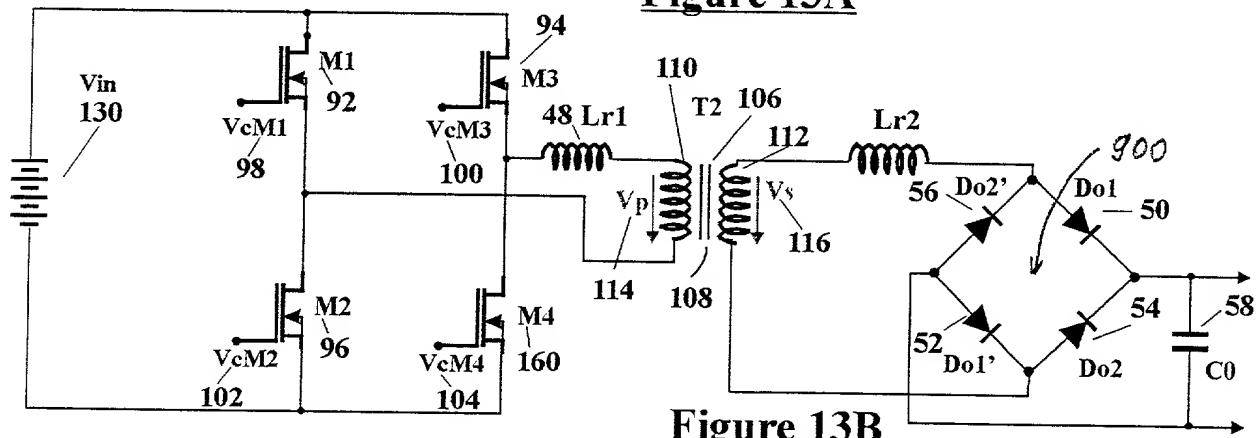 Figure 13A
94
M1
M3
110
T2
106
Vin
130
92
48 Lr1
112
Lr2
VcM1
VcM3
98
100
900
56
Do2'
Do1
50
Vp
Vs
116
114
108
M2
M4
52
54
58
96
160
VcM2
VcM4
Do1'
Do2
C0
102
104
Figure 13B